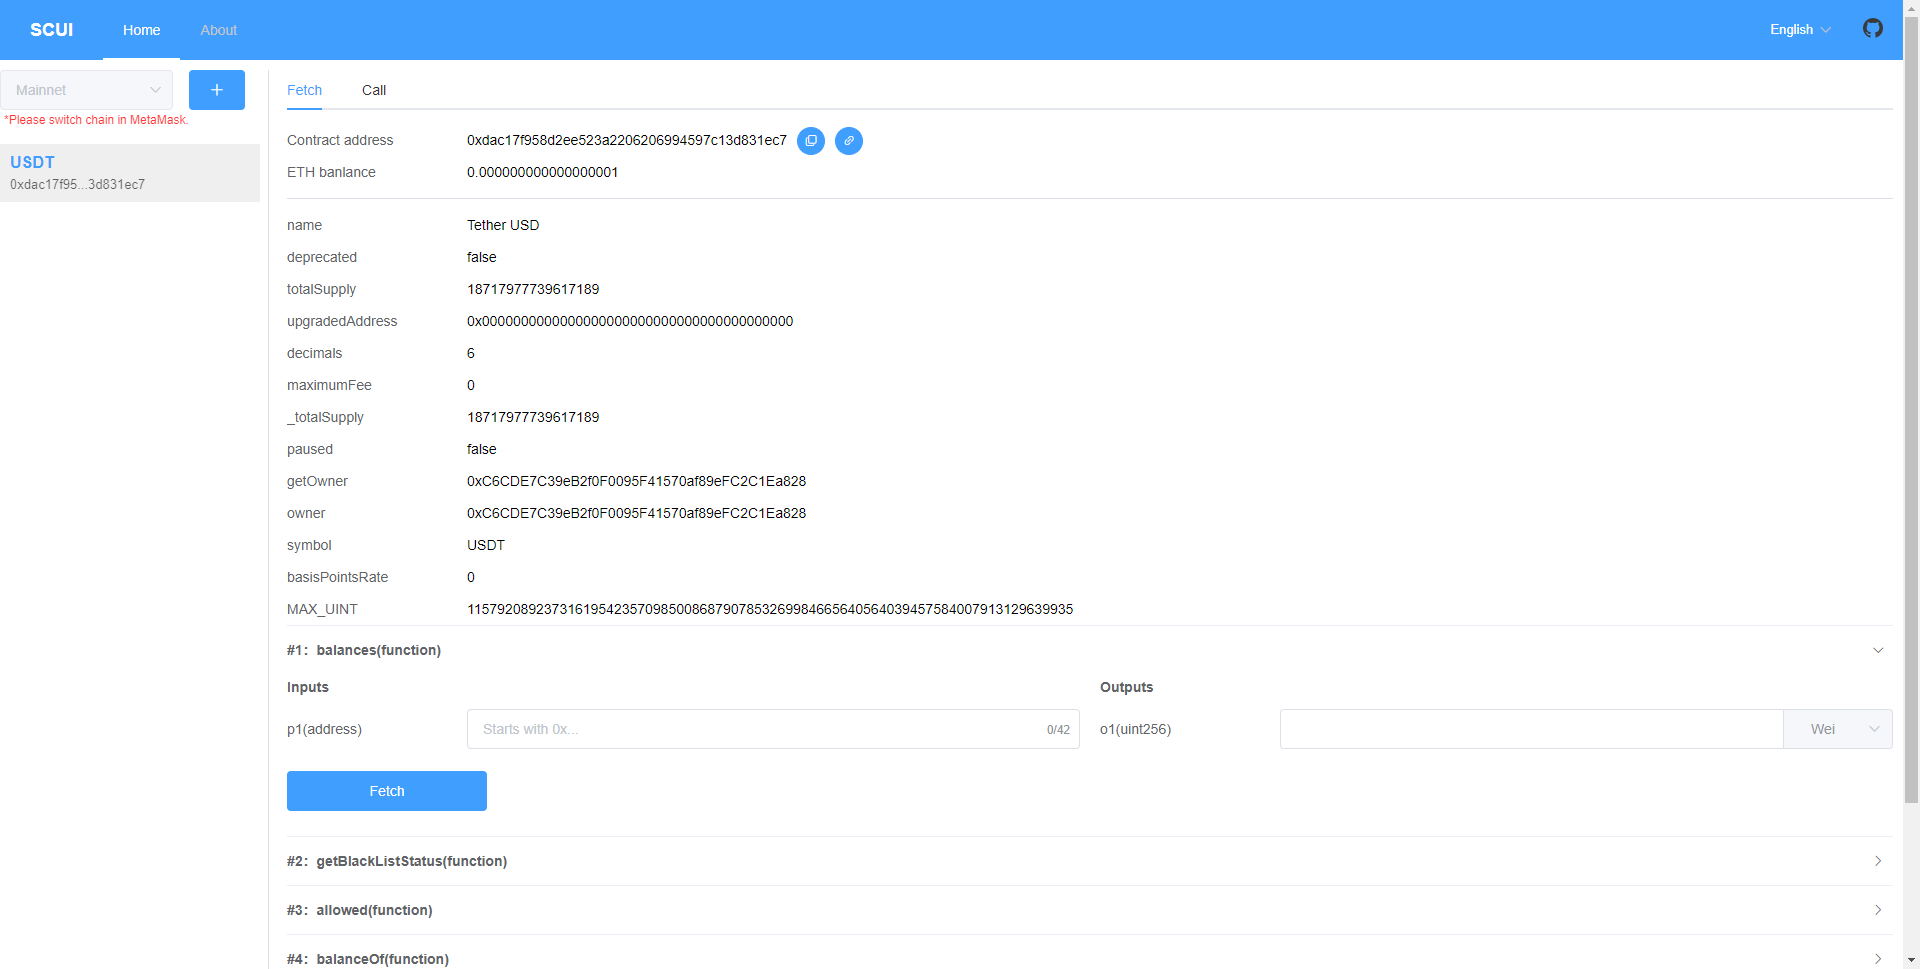 SCUI Home About English
Mainnet +
*Please switch chain in MetaMask.
USDT
0xdac17f95...3d831ec7
Fetch Call
Contract address 0xdac17f958d2ee523a2206206994597c13d831ec7
ETH banlance 0.000000000000000001
name Tether USD
deprecated false
totalSupply 18717977739617189
upgradedAddress 0x0000000000000000000000000000000000000000
decimals 6
maximumFee 0
_totalSupply 18717977739617189
paused false
getOwner 0xC6CDE7C39eB2f0F0095F41570af89eFC2C1Ea828
owner 0xC6CDE7C39eB2f0F0095F41570af89eFC2C1Ea828
symbol USDT
basisPointsRate 0
MAX_UINT 115792089237316195423570985008687907853269984665640564039457584007913129639935
#1: balances(function)
Inputs Outputs
p1(address) Starts with 0x... 0/42 o1(uint256) Wei
Fetch
#2: getBlackListStatus(function)
#3: allowed(function)
#4: balanceOf(function)